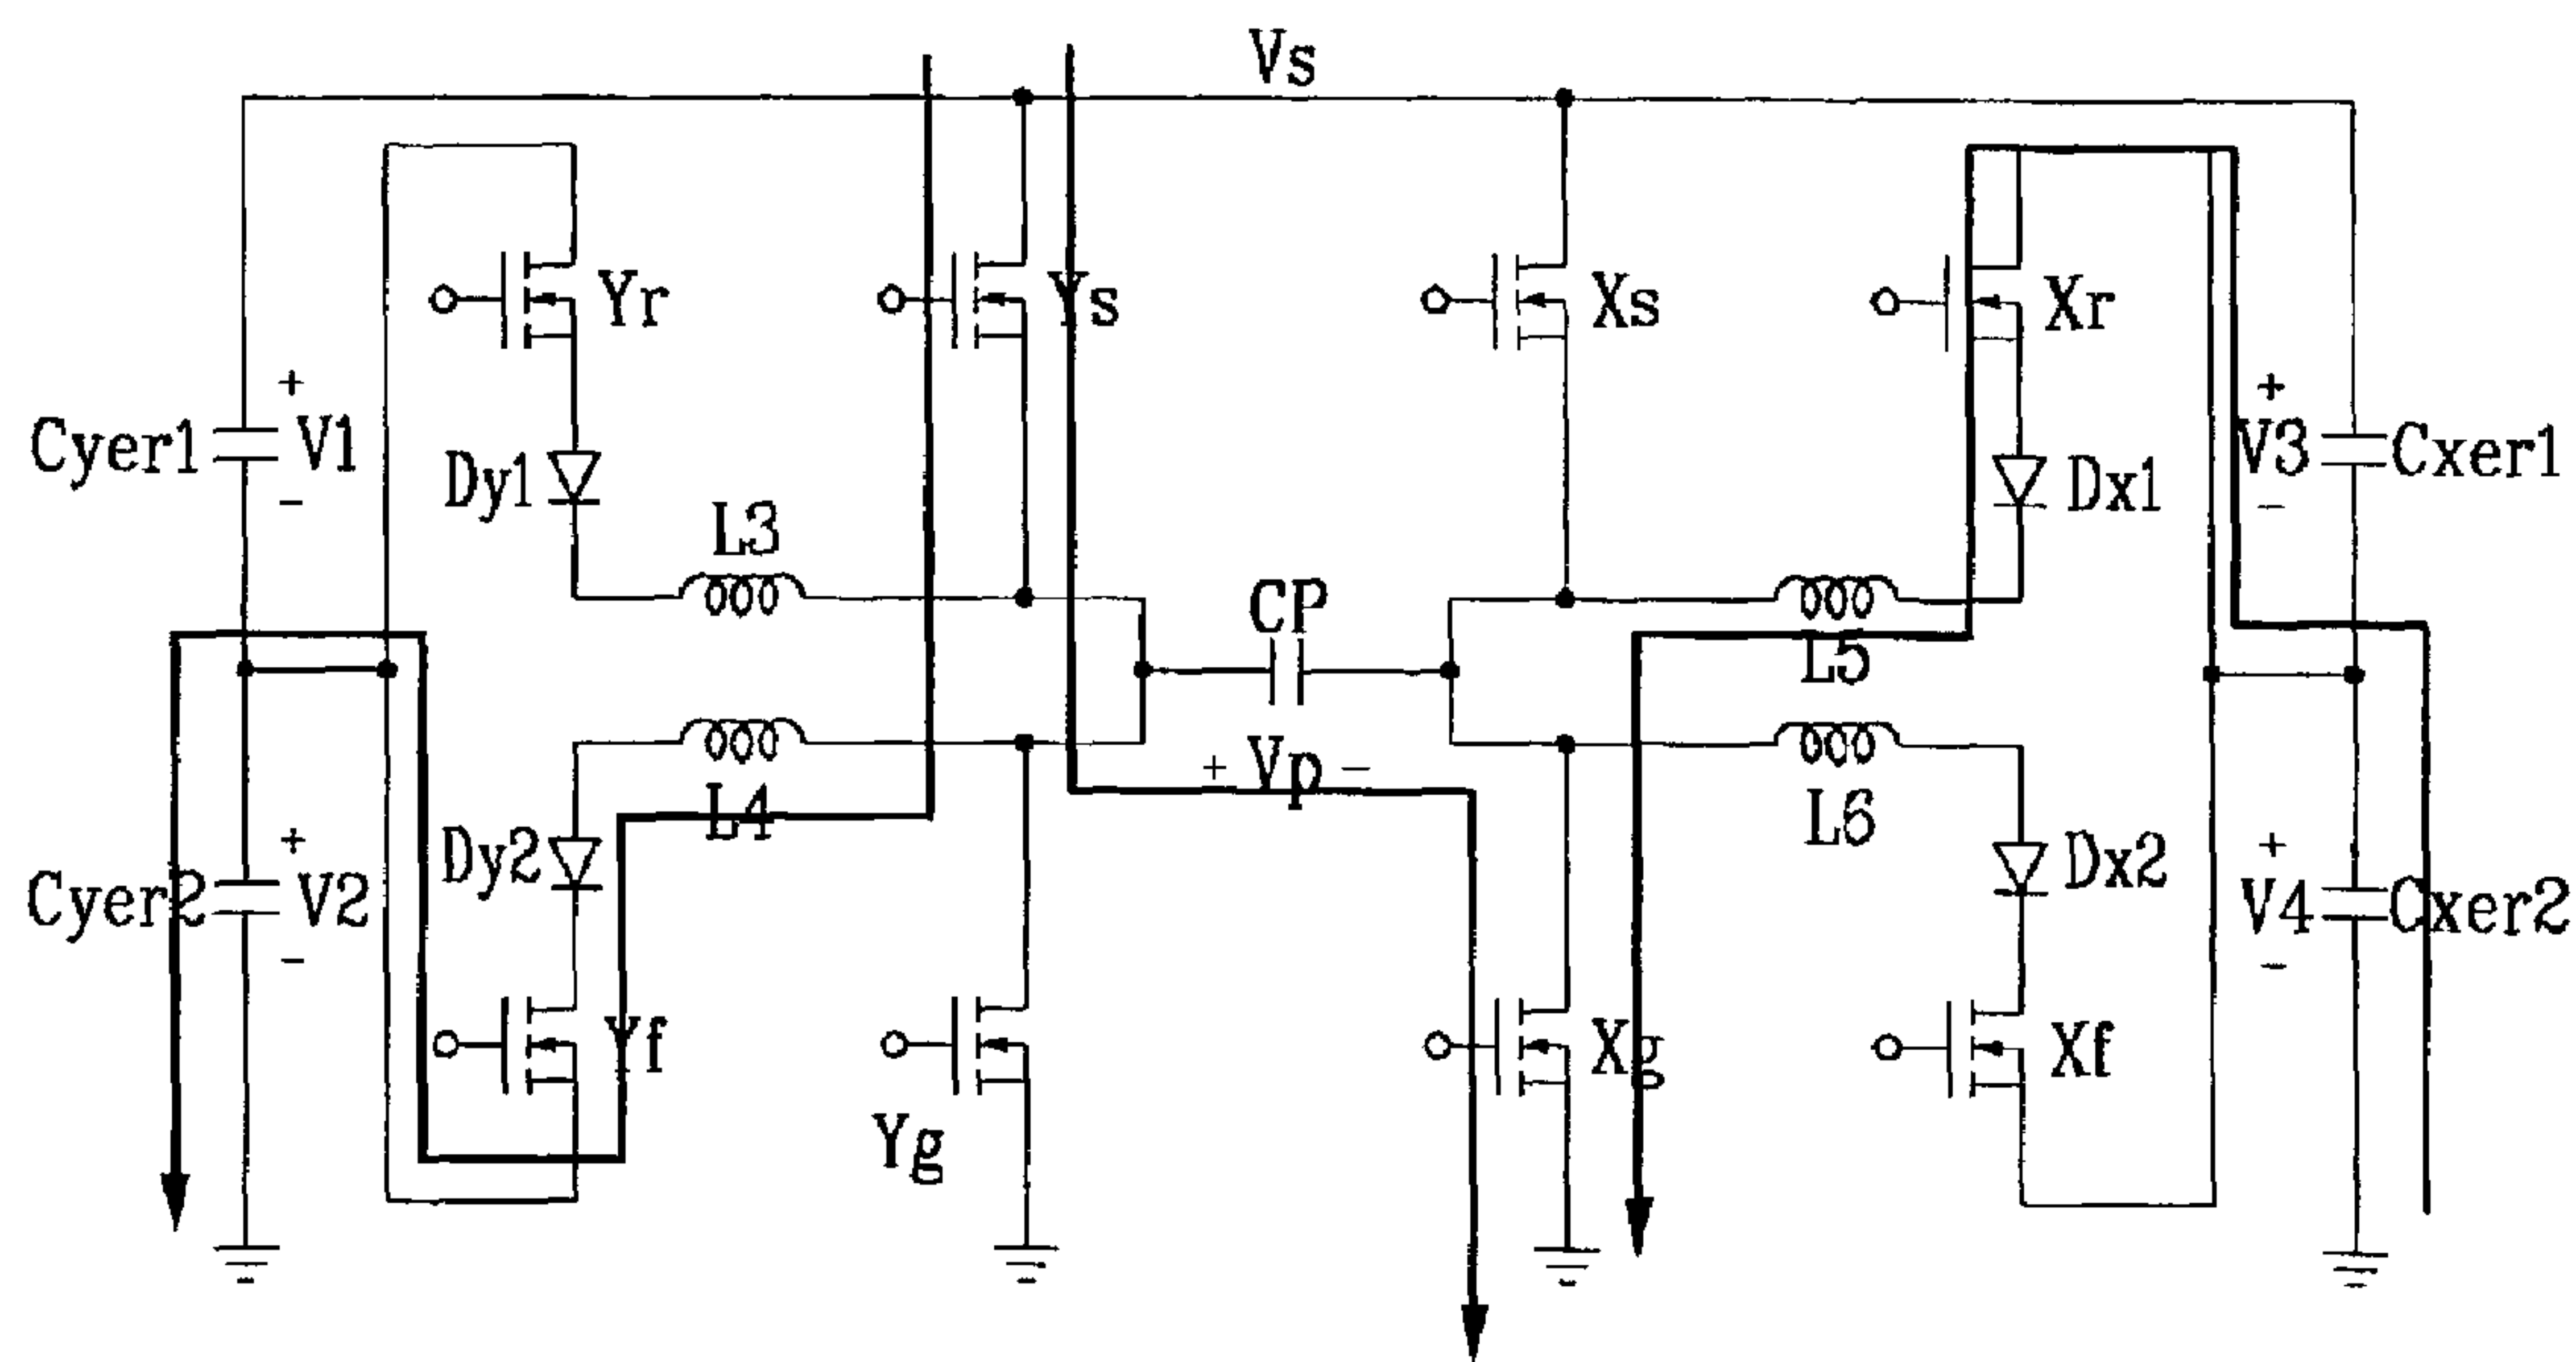 Vs
Yr
Ys
Xs
Xr
+
+
Cyer1
V1
V3
Cxer1
Dy1
Dx1
-
-
L3
CP
L5
+ Vp -
L4
L6
+
+
Dy2
Dx2
Cyer2
V2
V4
Cxer2
-
-
Yf
Xg
Xf
Yg